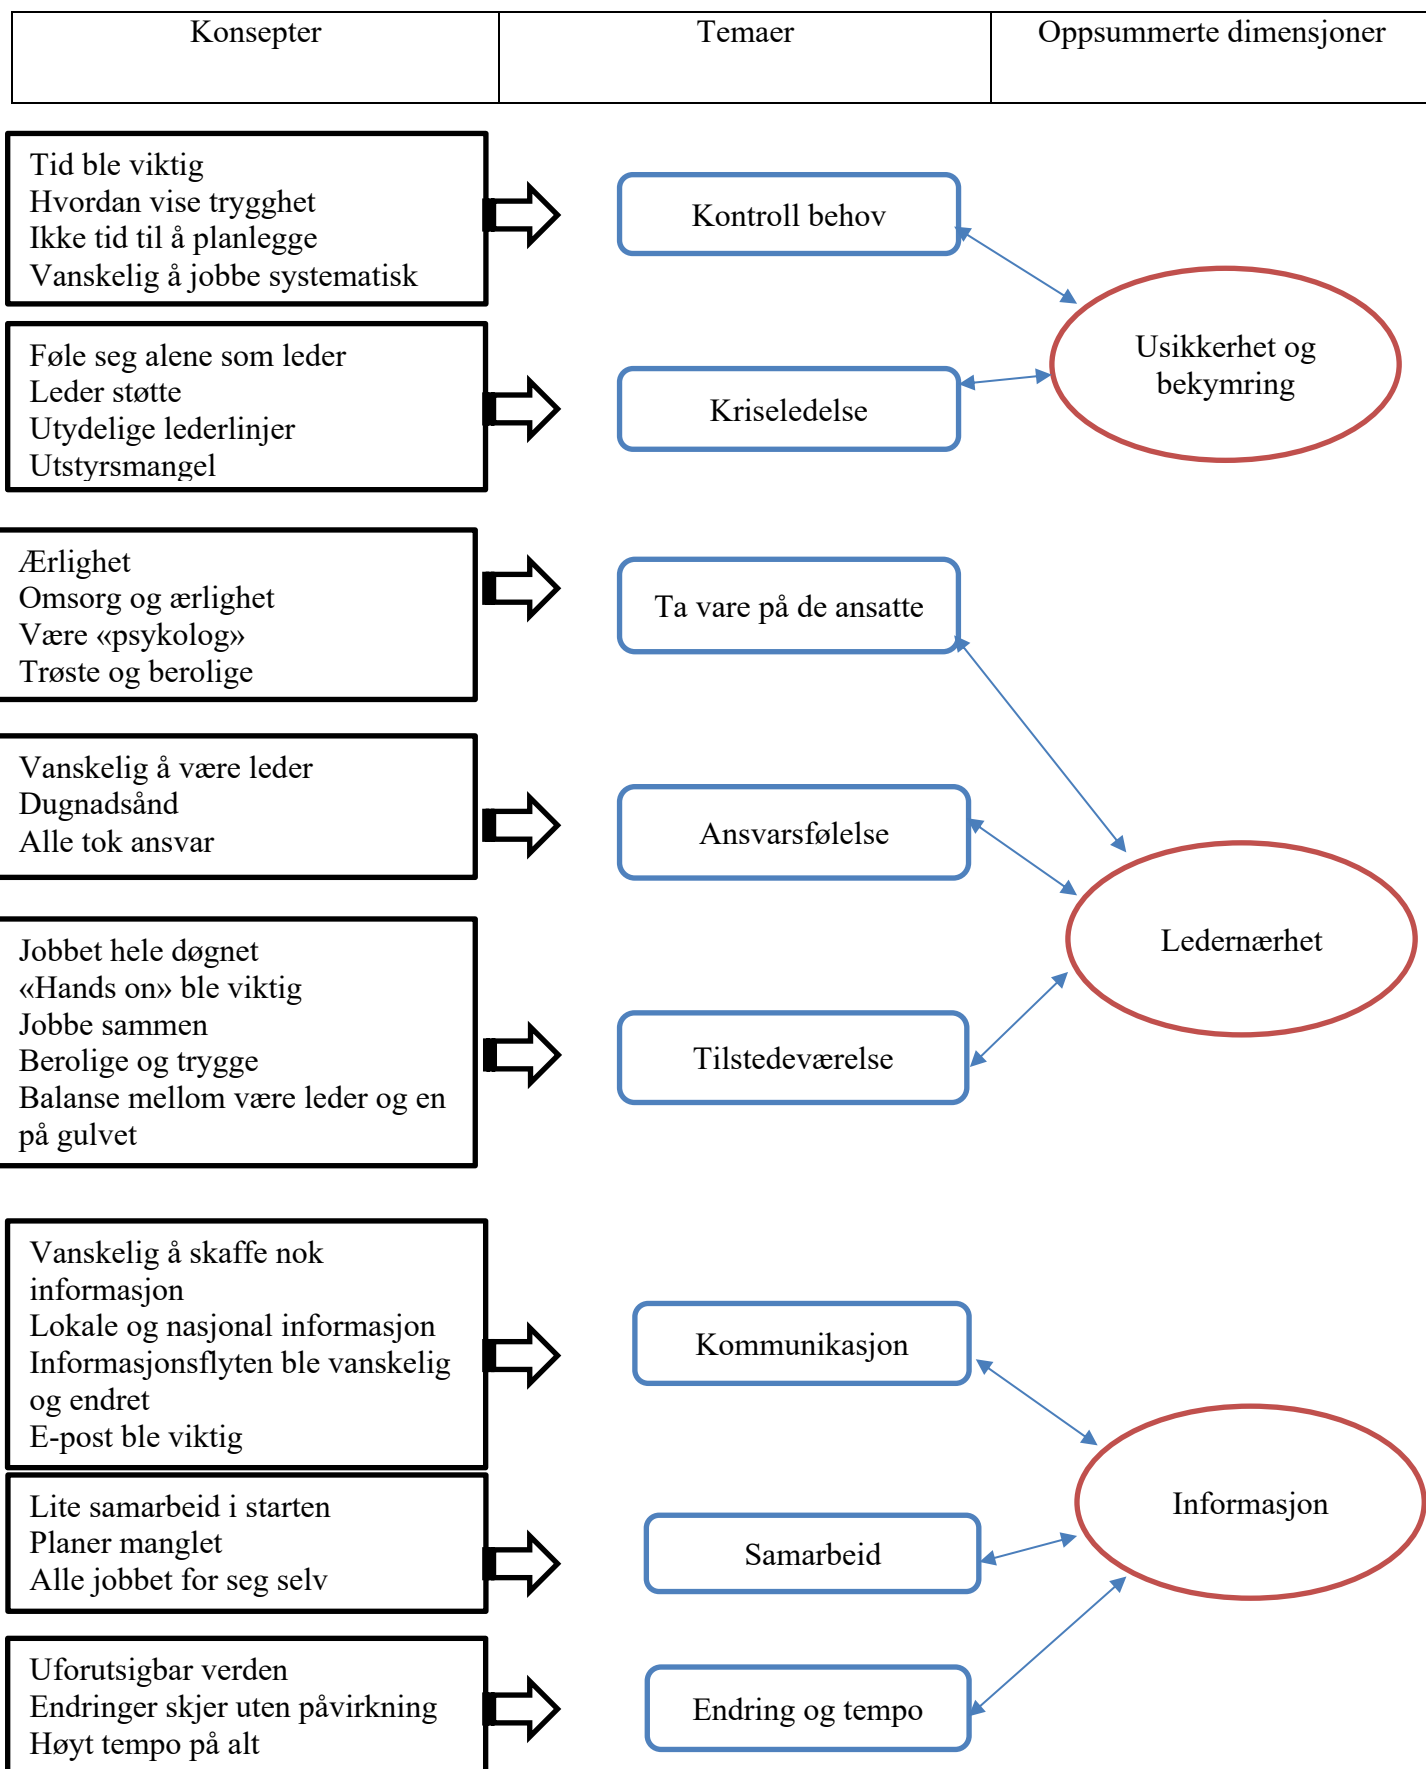 Konsepter
Temaer
Oppsummerte dimensjoner
Tid ble viktig
Hvordan vise trygghet
Ikke tid til å planlegge
Vanskelig å jobbe systematisk
Kontroll behov
Føle seg alene som leder
Leder støtte
Utydelige lederlinjer
Utstyrsmangel
Kriseledelse
Usikkerhet og
bekymring
Ærlighet
Omsorg og ærlighet
Være «psykolog»
Trøste og berolige
Ta vare på de ansatte
Vanskelig å være leder
Dugnadsånd
Alle tok ansvar
Ansvarsfølelse
Jobbet hele døgnet
«Hands on» ble viktig
Jobbe sammen
Berolige og trygge
Balanse mellom være leder og en
på gulvet
Tilstedeværelse
Ledernærhet
Vanskelig å skaffe nok
informasjon
Lokale og nasjonal informasjon
Informasjonsflyten ble vanskelig
og endret
E-post ble viktig
Kommunikasjon
Lite samarbeid i starten
Planer manglet
Alle jobbet for seg selv
Samarbeid
Informasjon
Uforutsigbar verden
Endringer skjer uten påvirkning
Høyt tempo på alt
Endring og tempo